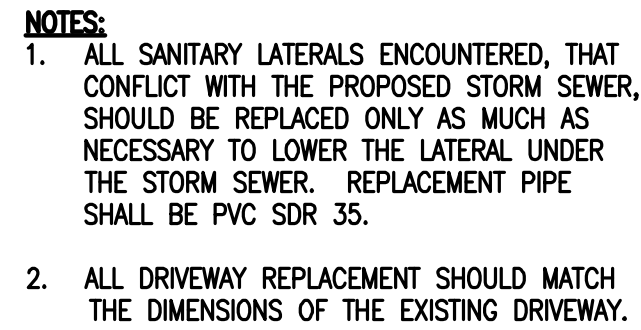 NOTES:
1. ALL SANITARY LATERALS ENCOUNTERED, THAT
CONFLICT WITH THE PROPOSED STORM SEWER,
SHOULD BE REPLACED ONLY AS MUCH AS
NECESSARY TO LOWER THE LATERAL UNDER
THE STORM SEWER. REPLACEMENT PIPE
SHALL BE PVC SDR 35.
2. ALL DRIVEWAY REPLACEMENT SHOULD MATCH
THE DIMENSIONS OF THE EXISTING DRIVEWAY.